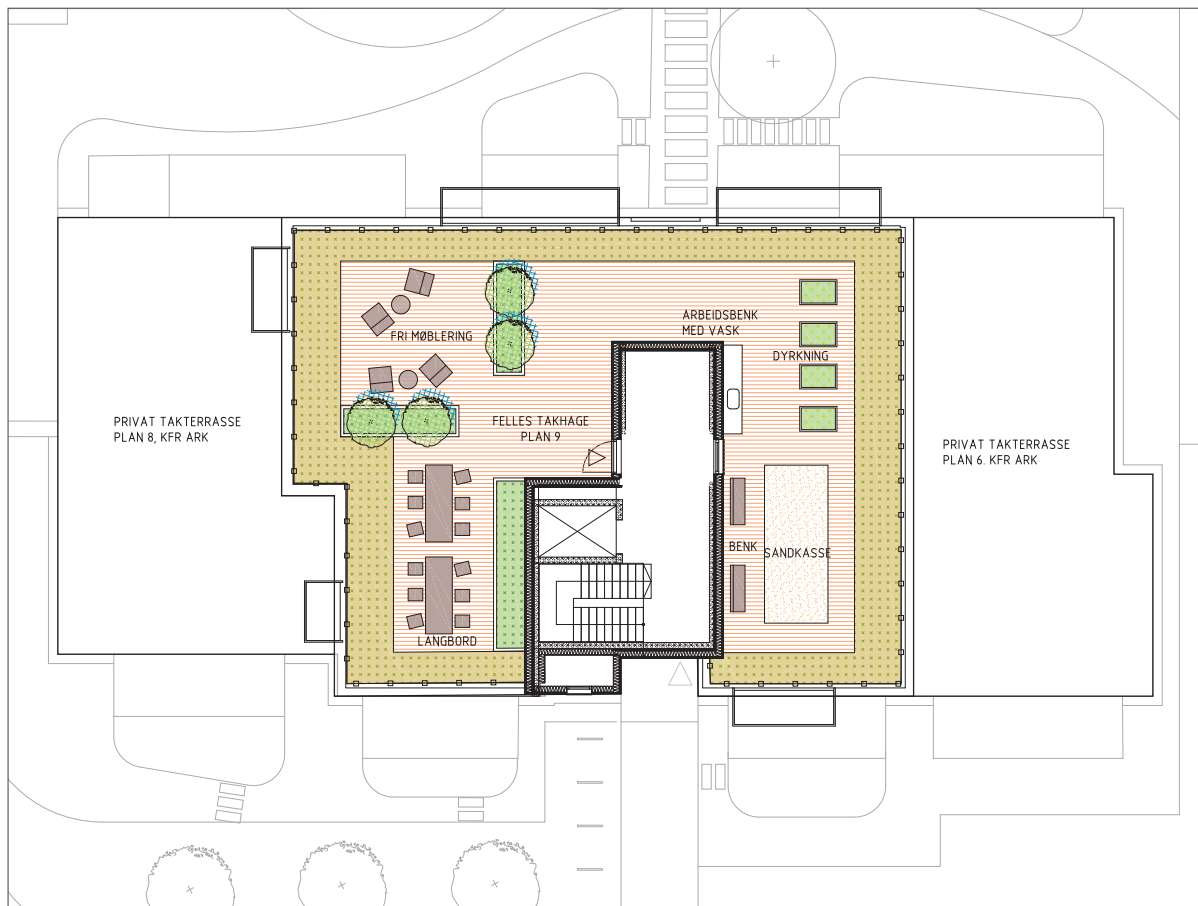 ARBEIDSBENK
MED VASK
FRI MØBLERING
DYRKNING
PRIVAT TAKTERRASSE
PLAN 8, KFR ARK
FELLES TAKHAGE
PLAN 9
PRIVAT TAKTERRASSE
PLAN 6. KFR ARK
BENK
SANDKASSE
LANGBORD